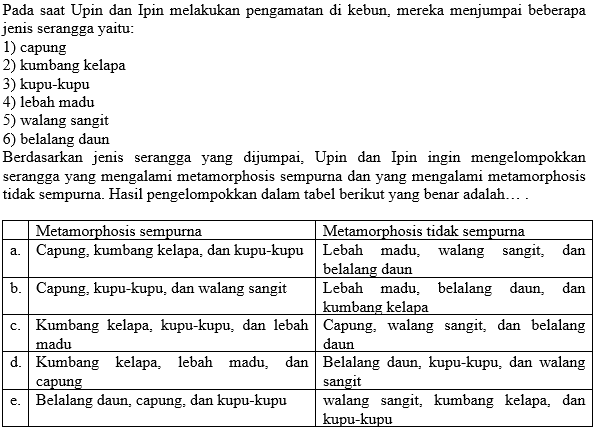 Pada saat Upin dan Ipin melakukan pengamatan di kebun, mereka menjumpai beberapa
jenis serangga yaitu:
1) capung
2) kumbang kelapa
3) kupu-kupu
4) lebah madu
5) walang sangit
6) belalang daun
Berdasarkan jenis serangga yang dijumpai, Upin dan Ipin ingin mengelompokkan
serangga yang mengalami metamorphosis sempurna dan yang mengalami metamorphosis
tidak sempurna. Hasil pengelompokkan dalam tabel berikut yang benar adalah… .
Metamorphosis sempurna Metamorphosis tidak sempurna
a. Capung, kumbang kelapa, dan kupu-kupu Lebah madu, walang sangit, dan
belalang daun
b. Capung, kupu-kupu, dan walang sangit Lebah madu, belalang daun, dan
kumbang kelapa
c. Kumbang kelapa, kupu-kupu, dan lebah Capung, walang sangit, dan belalang
madu daun
d. Kumbang kelapa, lebah madu, dan Belalang daun, kupu-kupu, dan walang
capung sangit
e. Belalang daun, capung, dan kupu-kupu walang sangit, kumbang kelapa, dan
kupu-kupu